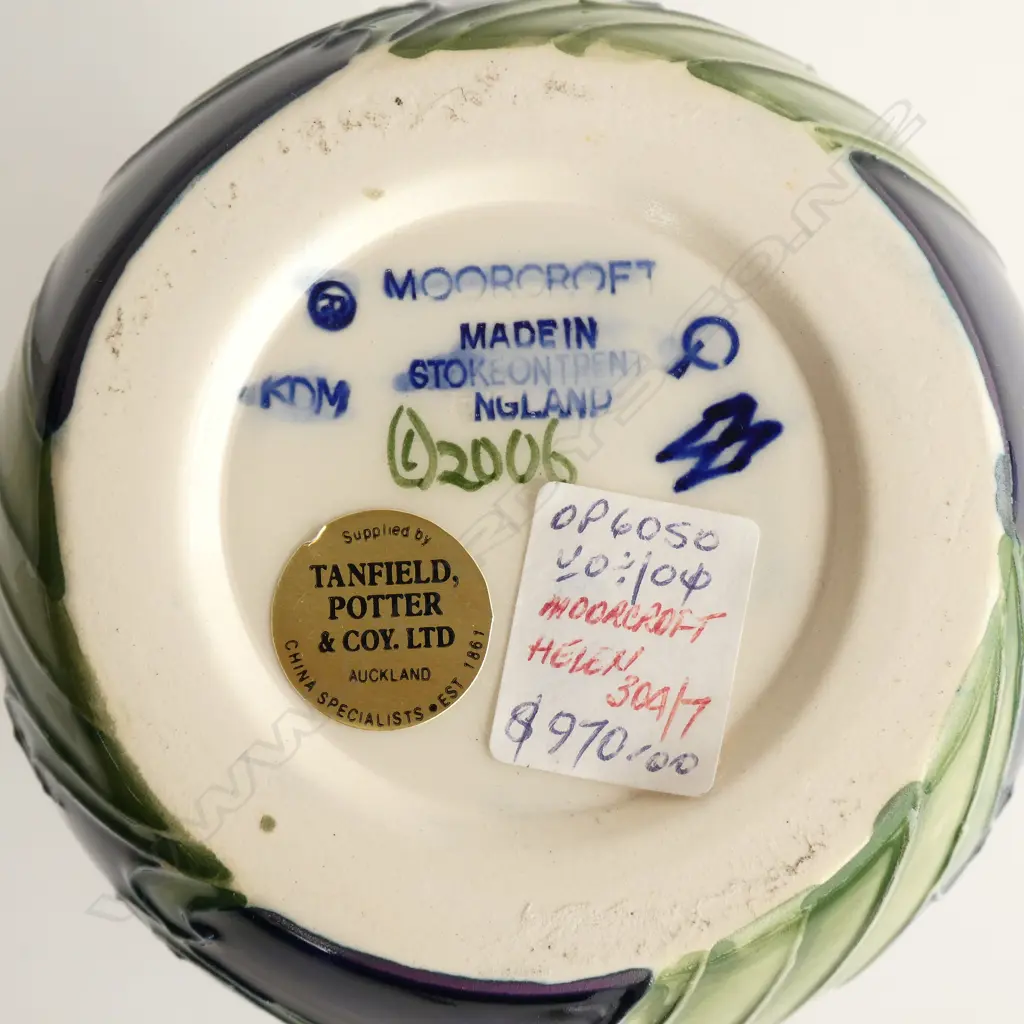 MOORCROFT
MADE IN
STOKE ON TRENT
NGLAND
KDM
2006
Supplied by
TANFIELD,
POTTER
& COY. LTD
AUCKLAND
CHINA SPECIALISTS • EST 1861
OP6050
MOORCROFT
HELEN
304/7
$970.00